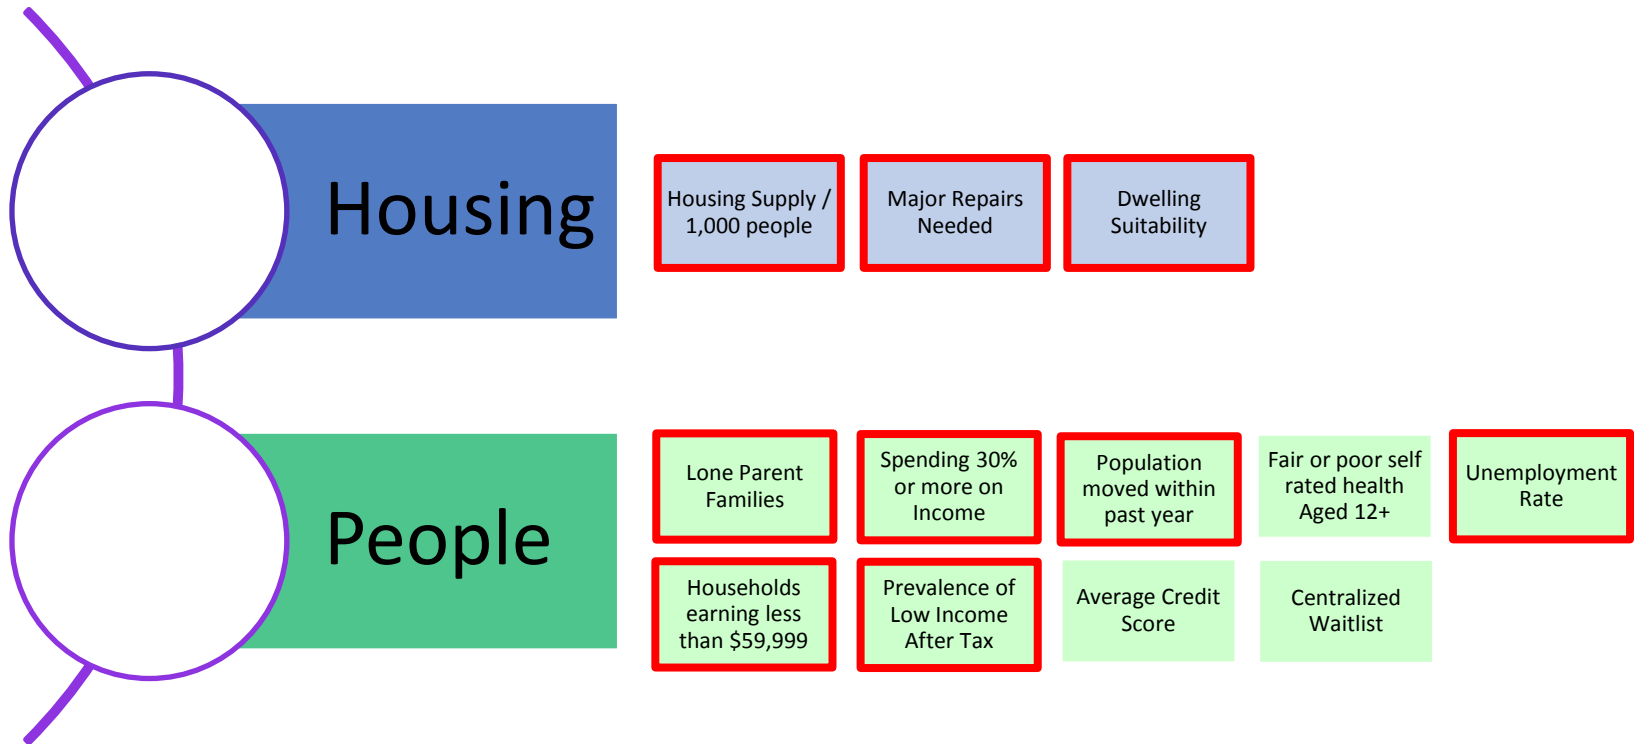 Housing
Housing Supply /
1,000 people
Major Repairs
Needed
Dwelling
Suitability
People
Lone Parent
Families
Spending 30%
or more on
Income
Population
moved within
past year
Fair or poor self
rated health
Aged 12+
Unemployment
Rate
Households
earning less
than $59,999
Prevalence of
Low Income
After Tax
Average Credit
Score
Centralized
Waitlist